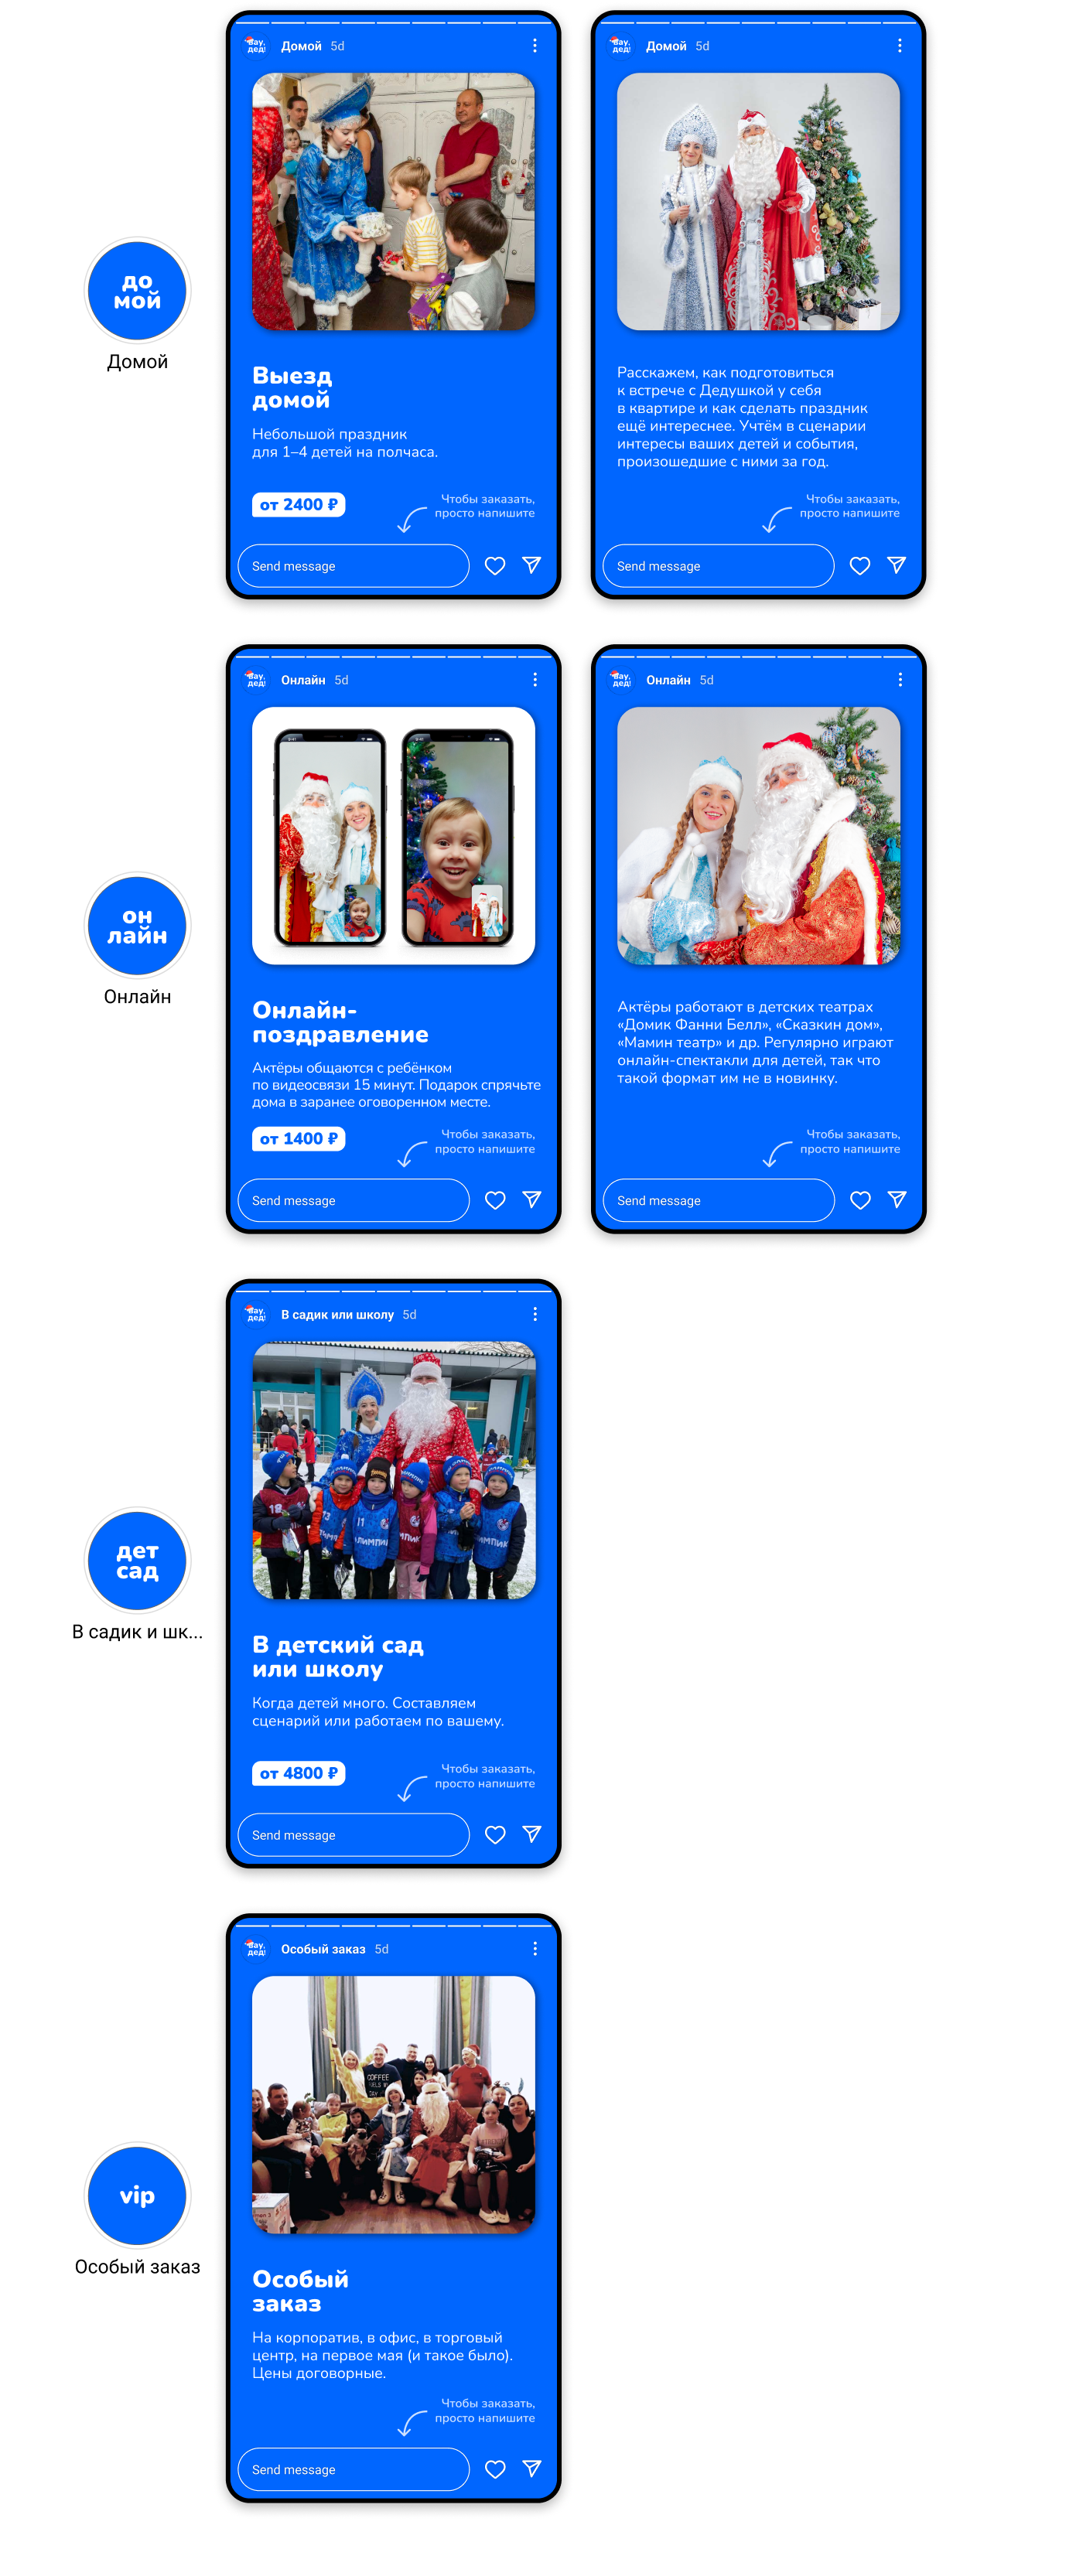 до
мой
Домой
Вау,
дед!
Домой 5d
Выезд
домой
Небольшой праздник
для 1–4 детей на полчаса.
от 2400 ₽
Чтобы заказать,
просто напишите
Send message
Вау,
дед!
Домой 5d
Расскажем, как подготовиться
к встрече с Дедушкой у себя
в квартире и как сделать праздник
ещё интереснее. Учтём в сценарии
интересы ваших детей и события,
произошедшие с ними за год.
Чтобы заказать,
просто напишите
Send message
он
лайн
Онлайн
Вау,
дед!
Онлайн 5d
Онлайн-
поздравление
Актёры общаются с ребёнком
по видеосвязи 15 минут. Подарок спрячьте
дома в заранее оговоренном месте.
от 1400 ₽
Чтобы заказать,
просто напишите
Send message
Вау,
дед!
Онлайн 5d
Актёры работают в детских театрах
«Домик Фанни Белл», «Сказкин дом»,
«Мамин театр» и др. Регулярно играют
онлайн-спектакли для детей, так что
такой формат им не в новинку.
Чтобы заказать,
просто напишите
Send message
дет
сад
В садик и шк...
Вау,
дед!
В садик или школу 5d
В детский сад
или школу
Когда детей много. Составляем
сценарий или работаем по вашему.
от 4800 ₽
Чтобы заказать,
просто напишите
Send message
vip
Особый заказ
Вау,
дед!
Особый заказ 5d
COFFEE
Особый
заказ
На корпоратив, в офис, в торговый
центр, на первое мая (и такое было).
Цены договорные.
Чтобы заказать,
просто напишите
Send message